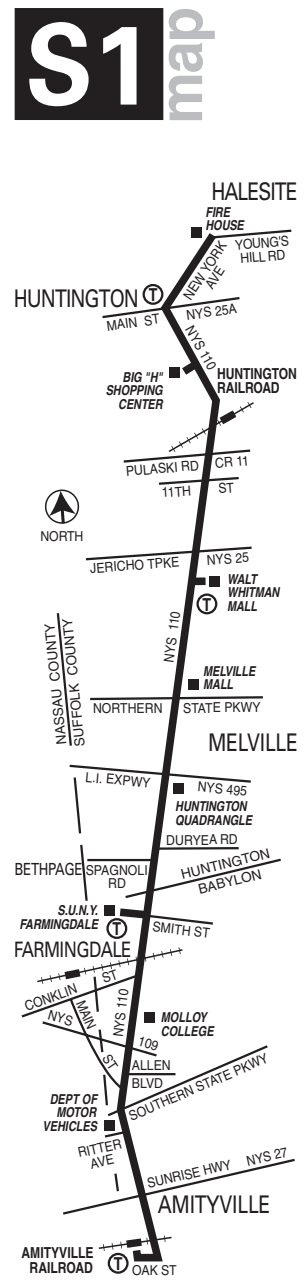 S1
map
HALESITE
FIRE
HOUSE
YOUNG'S
HILL RD
NEW YORK
AVE
HUNTINGTON T
MAIN ST
NYS 25A
NYS 110
BIG "H"
SHOPPING
CENTER
HUNTINGTON
RAILROAD
PULASKI RD CR 11
11TH ST
NORTH
JERICHO TPKE NYS 25
WALT
WHITMAN
MALL
T
NYS 110
NASSAU COUNTY
SUFFOLK COUNTY
MELVILLE
MALL
NORTHERN STATE PKWY
MELVILLE
L.I. EXPWY NYS 495
HUNTINGTON
QUADRANGLE
DURYEA RD
BETHPAGE
SPAGNOLI
RD
HUNTINGTON
BABYLON
S.U.N.Y.
FARMINGDALE
T
SMITH ST
FARMINGDALE
CONKLIN ST
NYS 109
MAIN ST
NYS 110
MOLLOY
COLLEGE
ALLEN
BLVD
SOUTHERN STATE PKWY
DEPT OF
MOTOR
VEHICLES
RITTER
AVE
SUNRISE HWY NYS 27
AMITYVILLE
AMITYVILLE
RAILROAD
T
OAK ST